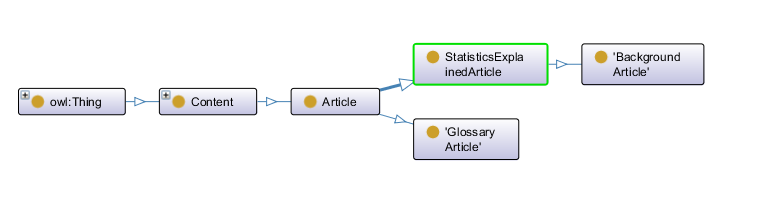 StatisticsExpla
inedArticle
'Background
Article'
owl:Thing
Content
Article
'Glossary
Article'